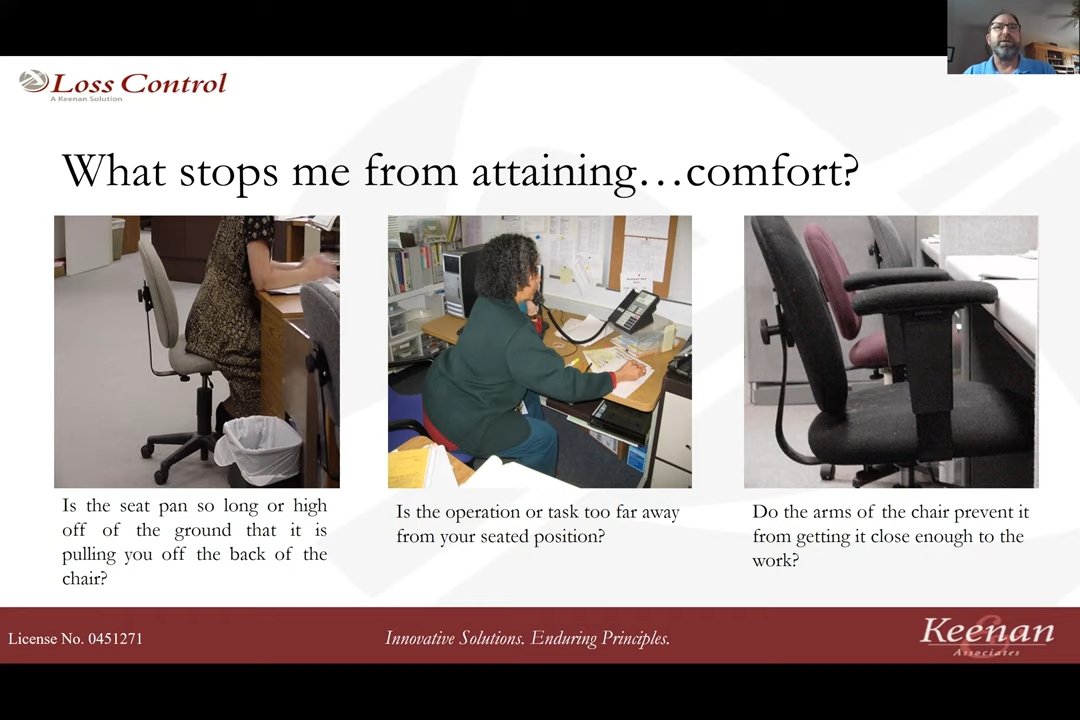 Loss Control
A Keenan Solution
What stops me from attaining…comfort?
Is the seat pan so long or high
off of the ground that it is
pulling you off the back of the
chair?
Is the operation or task too far away
from your seated position?
Do the arms of the chair prevent it
from getting it close enough to the
work?
License No. 0451271
Innovative Solutions. Enduring Principles.
Keenan
&
Associates